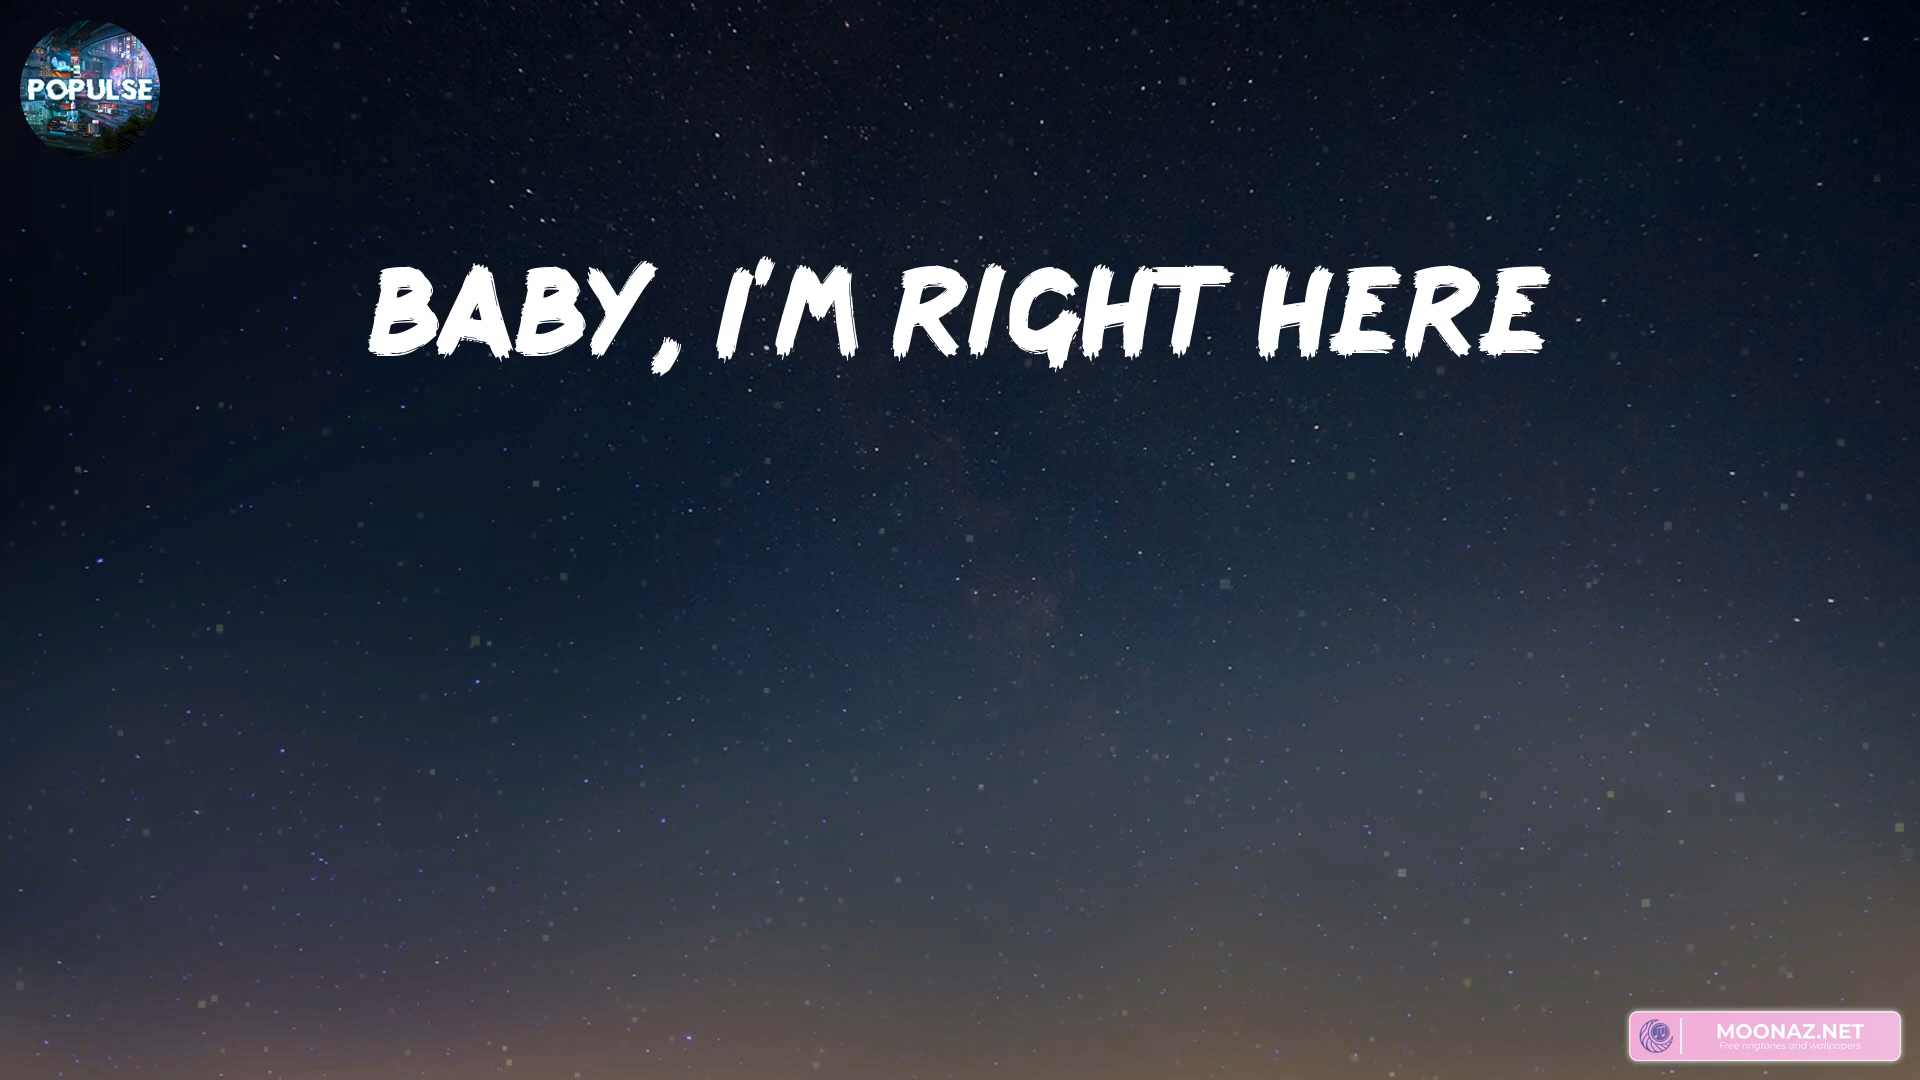 POPULSE
BABY, I'M RIGHT HERE
MOONAZ.NET
Free ringtones and wallpapers